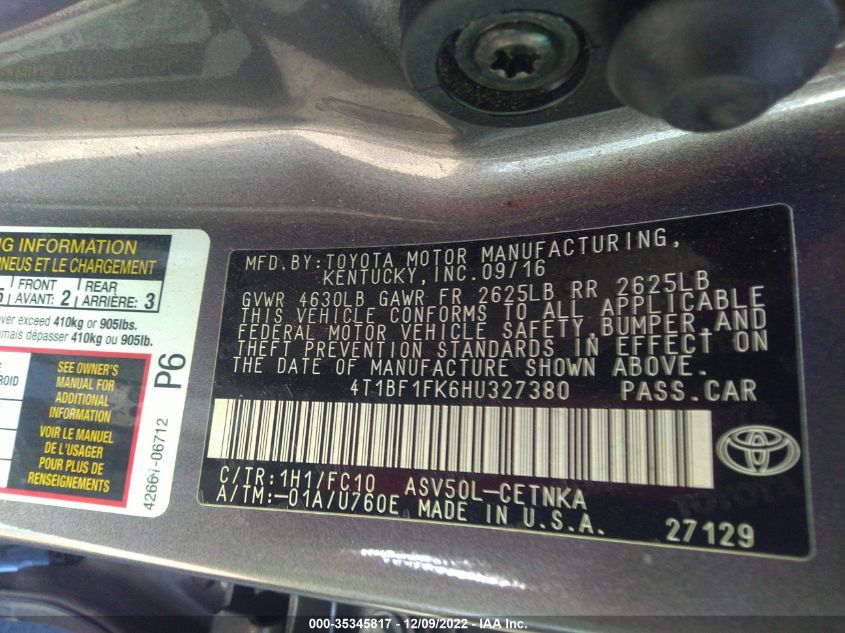 NG INFORMATION
RNEUS ET LE CHARGEMENT
5 FRONT AVANT: 2 REAR ARRIÈRE: 3
ver exceed 410kg or 905lbs.
mais dépasser 410kg ou 905lb.
SEE OWNER'S
MANUAL FOR
ADDITIONAL
INFORMATION
VOIR LE MANUEL
DE L'USAGER
POUR PLUS DE
RENSEIGNEMENTS
P6
42661-06712
MFD.BY:TOYOTA MOTOR MANUFACTURING,
KENTUCKY, INC.09/16
GVWR 4630LB GAWR FR 2625LB RR 2625LB
THIS VEHICLE CONFORMS TO ALL APPLICABLE
FEDERAL MOTOR VEHICLE SAFETY,BUMPER,AND
THEFT PREVENTION STANDARDS IN EFFECT ON
THE DATE OF MANUFACTURE SHOWN ABOVE.
4T1BF1FK6HU327380 PASS.CAR
C/TR:1H1/FC10 ASV50L-CETNKA
A/TM:-01A/U760E MADE IN U.S.A.
27129
000-35345817 - 12/09/2022 - IAA Inc.